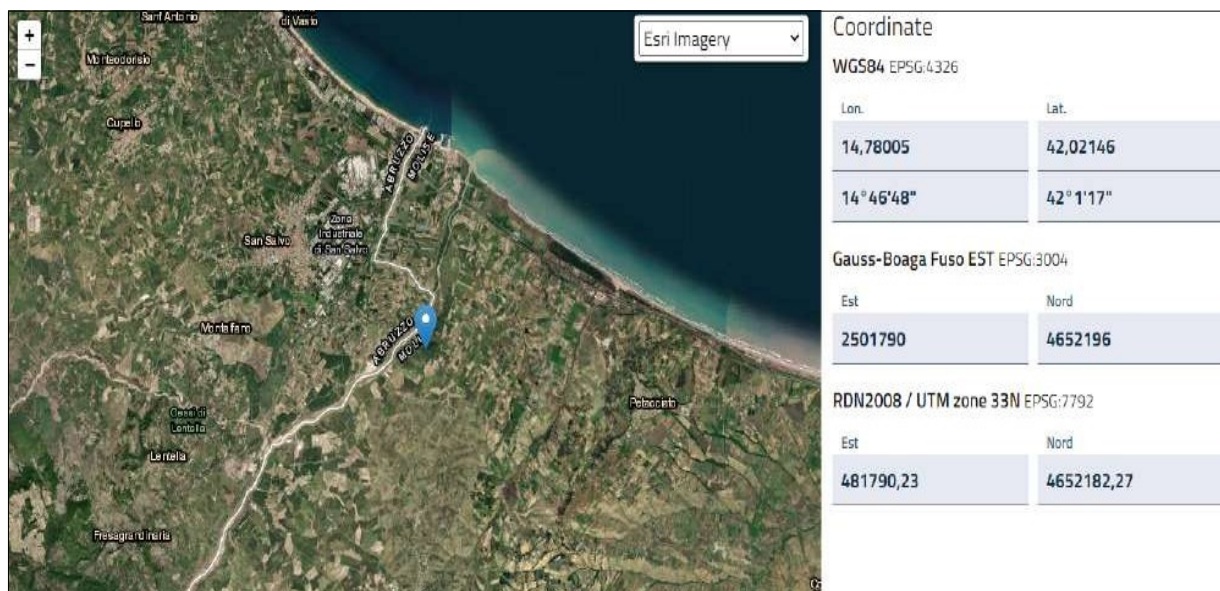 Sant'Antonio
di Vasto
+
−
Monteodorisio
Cupello
Esri Imagery
ABRUZZO
MOLISE
Zona
Industriale
di San Salvo
San Salvo
Montalfano
ABRUZZO
Petacciato
Lentella
Fresagrandinaria
Coordinate
WGS84 EPSG:4326
Lon. Lat.
14,78005 42,02146
14°46'48" 42°1'17"
Gauss-Boaga Fuso EST EPSG:3004
Est Nord
2501790 4652196
RDN2008 / UTM zone 33N EPSG:7792
Est Nord
481790,23 4652182,27